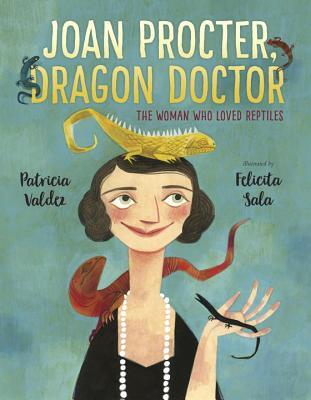 JOAN PROCTER,
DRAGON DOCTOR
THE WOMAN WHO LOVED REPTILES
Patricia
Valdez
illustrated by
Felicita
Sala